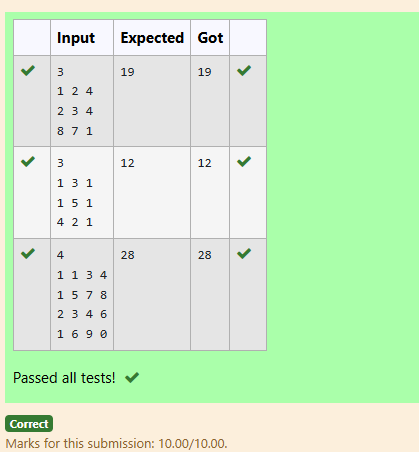 Input Expected Got
3 19 19
1 2 4
2 3 4
8 7 1
3 12 12
1 3 1
1 5 1
4 2 1
4 28 28
1 1 3 4
1 5 7 8
2 3 4 6
1 6 9 0
Passed all tests!
Correct
Marks for this submission: 10.00/10.00.